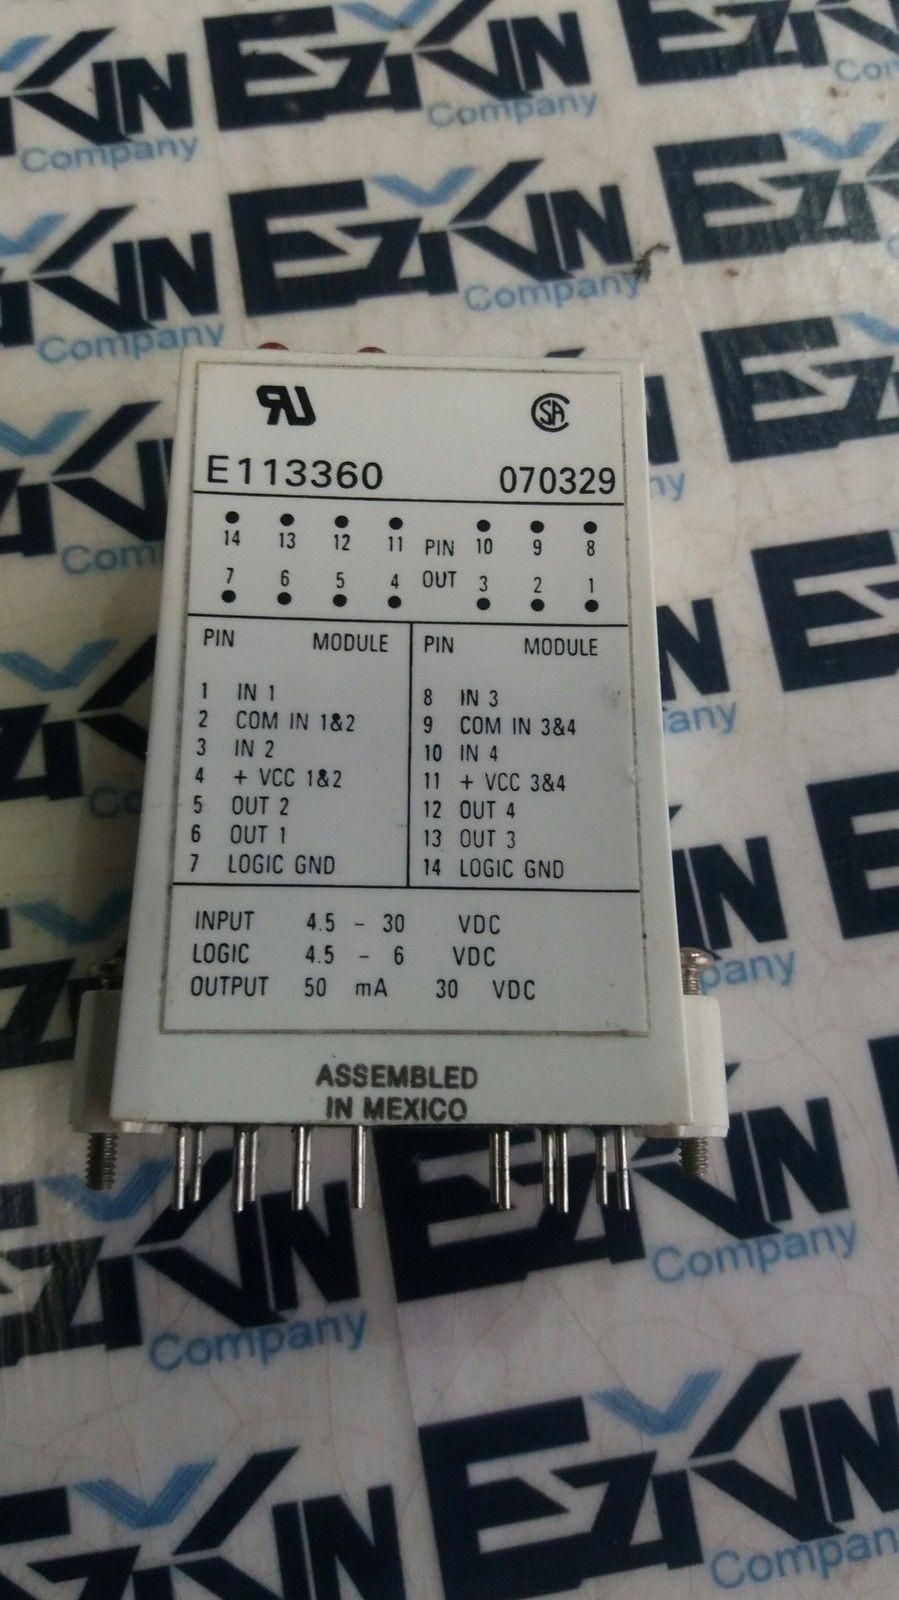 EZKIN
Company
E113360 070329
14 13 12 11 PIN 10 9 8
7 6 5 4 OUT 3 2 1
PIN MODULE PIN MODULE
1 IN 1 8 IN 3
2 COM IN 1&2 9 COM IN 3&4
3 IN 2 10 IN 4
4 + VCC 1&2 11 + VCC 3&4
5 OUT 2 12 OUT 4
6 OUT 1 13 OUT 3
7 LOGIC GND 14 LOGIC GND
INPUT 4.5 - 30 VDC
LOGIC 4.5 - 6 VDC
OUTPUT 50 mA 30 VDC
ASSEMBLED
IN MEXICO